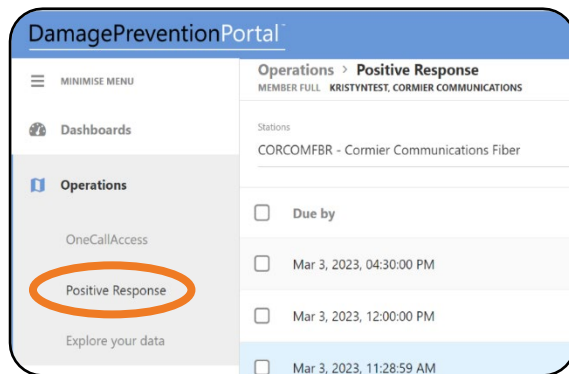 DamagePreventionPortal™
MINIMISE MENU
Dashboards
Operations
OneCallAccess
Positive Response
Explore your data
Operations > Positive Response
MEMBER FULL KRISTYNTEST, CORMIER COMMUNICATIONS
Stations
CORCOMFBR - Cormier Communications Fiber
Due by
Mar 3, 2023, 04:30:00 PM
Mar 3, 2023, 12:00:00 PM
Mar 3, 2023, 11:28:59 AM